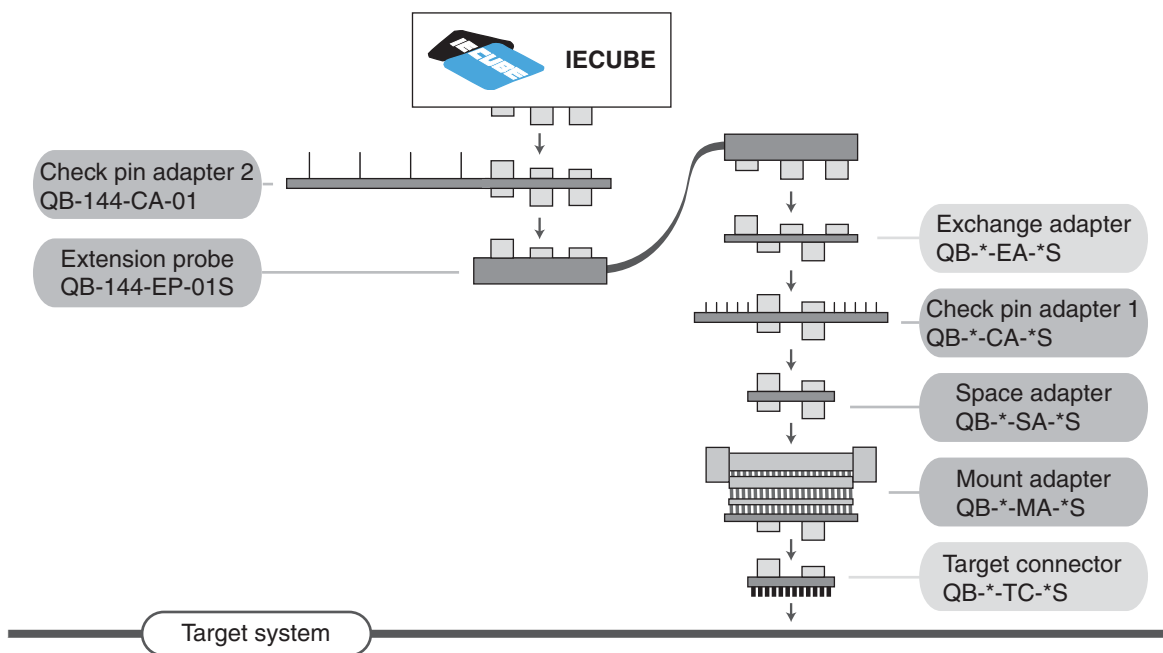 IECUBE
IECUBE
Check pin adapter 2
QB-144-CA-01
Extension probe
QB-144-EP-01S
Exchange adapter
QB-*-EA-*S
Check pin adapter 1
QB-*-CA-*S
Space adapter
QB-*-SA-*S
Mount adapter
QB-*-MA-*S
Target connector
QB-*-TC-*S
Target system